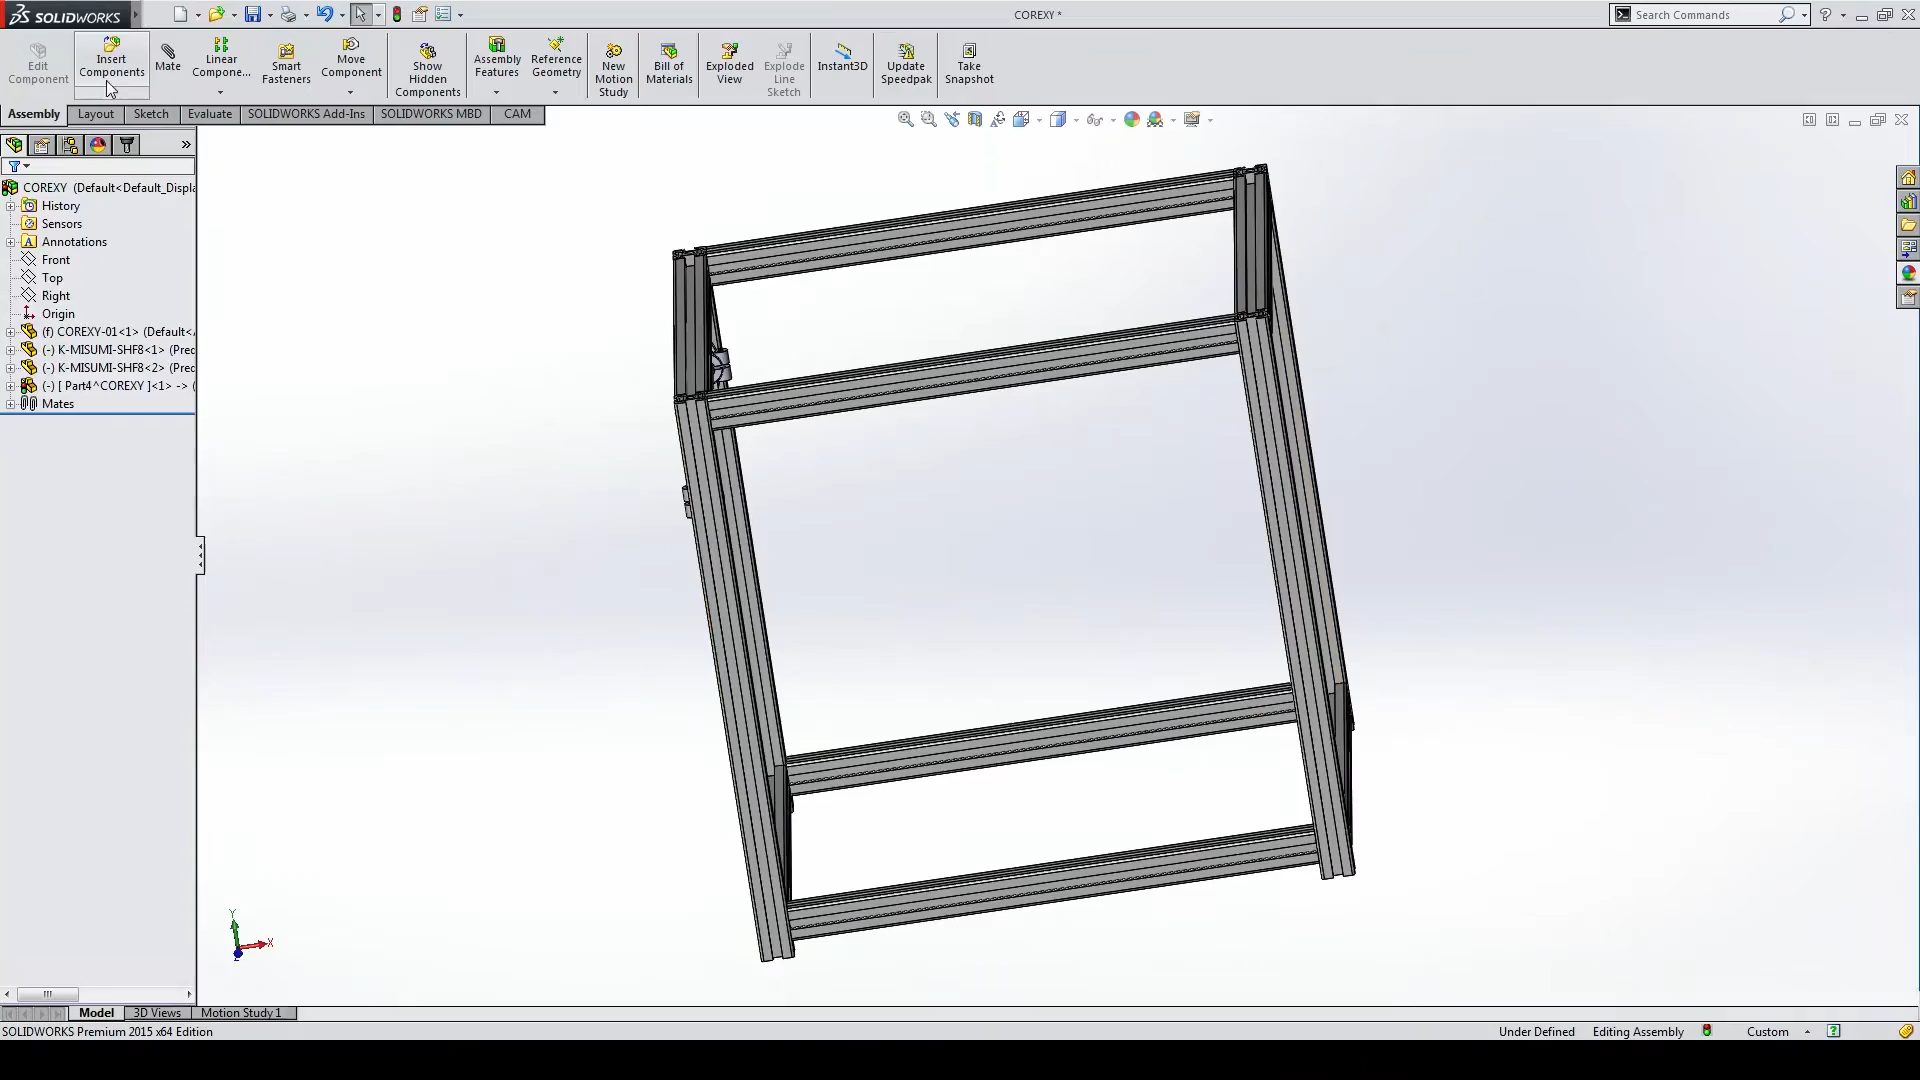 SOLIDWORKS
COREXY *
Search Commands
Edit
Component
Insert
Components
Mate
Linear
Compone...
Smart
Fasteners
Move
Component
Show
Hidden
Components
Assembly
Features
Reference
Geometry
New
Motion
Study
Bill of
Materials
Exploded
View
Explode
Line
Sketch
Instant3D
Update
Speedpak
Take
Snapshot
Assembly
Layout
Sketch
Evaluate
SOLIDWORKS Add-Ins
SOLIDWORKS MBD
CAM
COREXY (Default<Default_Displa
History
Sensors
Annotations
Front
Top
Right
Origin
(f) COREXY-01<1> (Default<
(-) K-MISUMI-SHF8<1> (Prec
(-) K-MISUMI-SHF8<2> (Prec
(-) [ Part4^COREXY ]<1> -> (
Mates
Y
X
Z
Model
3D Views
Motion Study 1
SOLIDWORKS Premium 2015 x64 Edition
Under Defined
Editing Assembly
Custom